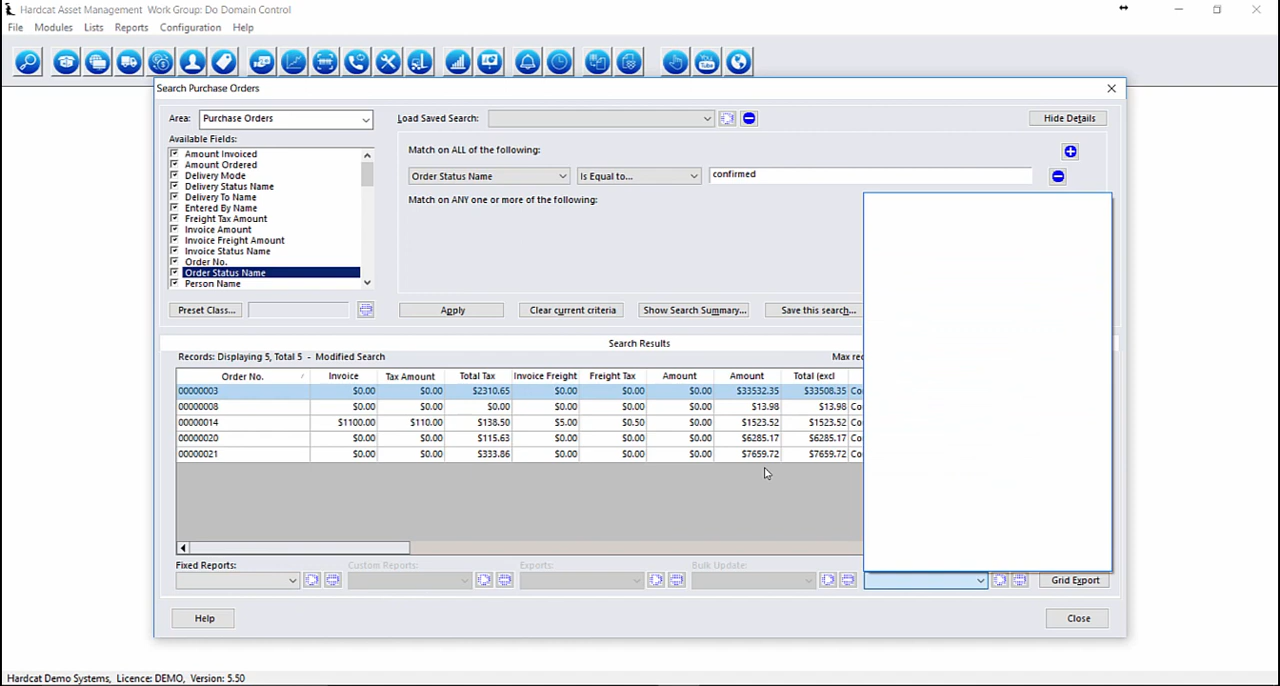 Hardcat Asset Management Work Group: Do Domain Control
File Modules Lists Reports Configuration Help
You Tube
Search Purchase Orders
Area: Purchase Orders Load Saved Search: Hide Details
Available Fields:
Amount Invoiced
Amount Ordered
Delivery Mode
Delivery Status Name
Delivery To Name
Entered By Name
Freight Tax Amount
Invoice Amount
Invoice Freight Amount
Invoice Status Name
Order No.
Order Status Name
Person Name
Match on ALL of the following:
Order Status Name Is Equal to... confirmed
Match on ANY one or more of the following:
Preset Class... Apply Clear current criteria Show Search Summary... Save this search...
Search Results
Records: Displaying 5, Total 5 - Modified Search Max rec
Order No. Invoice Tax Amount Total Tax Invoice Freight Freight Tax Amount Amount Total (excl
00000003 $0.00 $0.00 $2310.65 $0.00 $0.00 $0.00 $33532.35 $33508.35 Co
00000008 $0.00 $0.00 $0.00 $0.00 $0.00 $0.00 $13.98 $13.98 Co
00000014 $1100.00 $110.00 $138.50 $5.00 $0.50 $0.00 $1523.52 $1523.52 Co
00000020 $0.00 $0.00 $115.63 $0.00 $0.00 $0.00 $6285.17 $6285.17 Co
00000021 $0.00 $0.00 $333.86 $0.00 $0.00 $0.00 $7659.72 $7659.72 Co
Fixed Reports: Custom Reports: Exports: Bulk Update:
Grid Export
Help Close
Hardcat Demo Systems, Licence: DEMO, Version: 5.50